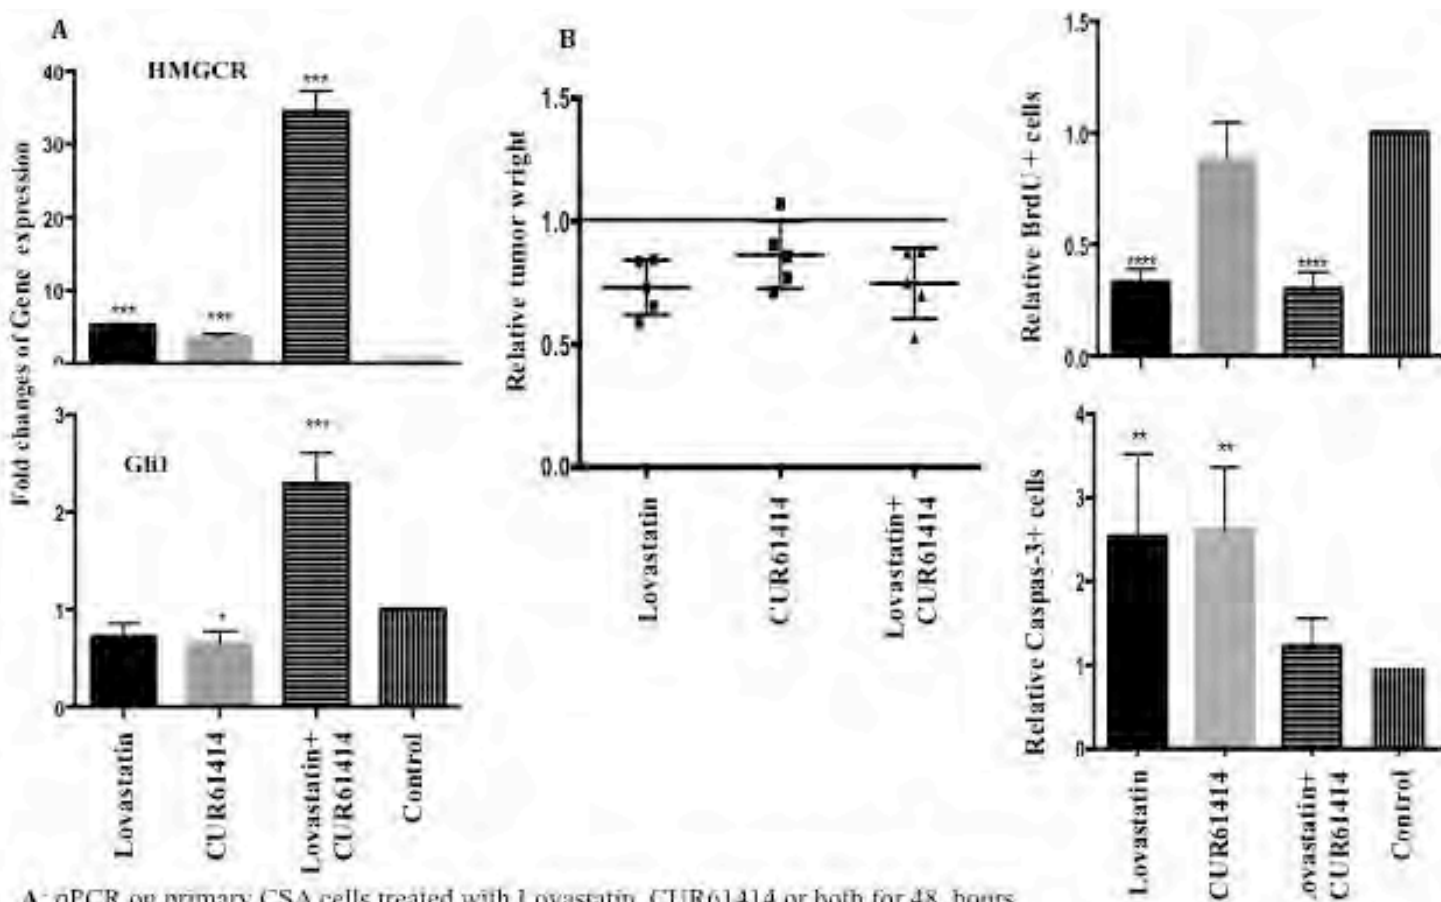 A
HMGCR
40
30
20
10
0
***
***
***
Fold changes of Gene expression
Gli1
3
2
1
0
*
***
Lovastatin
CUR61414
Lovastatin+
CUR61414
Control
B
Relative tumor wright
1.5
1.0
0.5
0.0
Lovastatin
CUR61414
Lovastatin+
CUR61414
Relative BrdU + cells
1.5
1.0
0.5
0.0
****
****
Relative Caspas-3+ cells
4
3
2
1
0
**
**
Lovastatin
CUR61414
ovastatin+
CUR61414
Control
A: qPCR on primary CSA cells treated with Lovastatin, CUR61414 or both for 48 hours